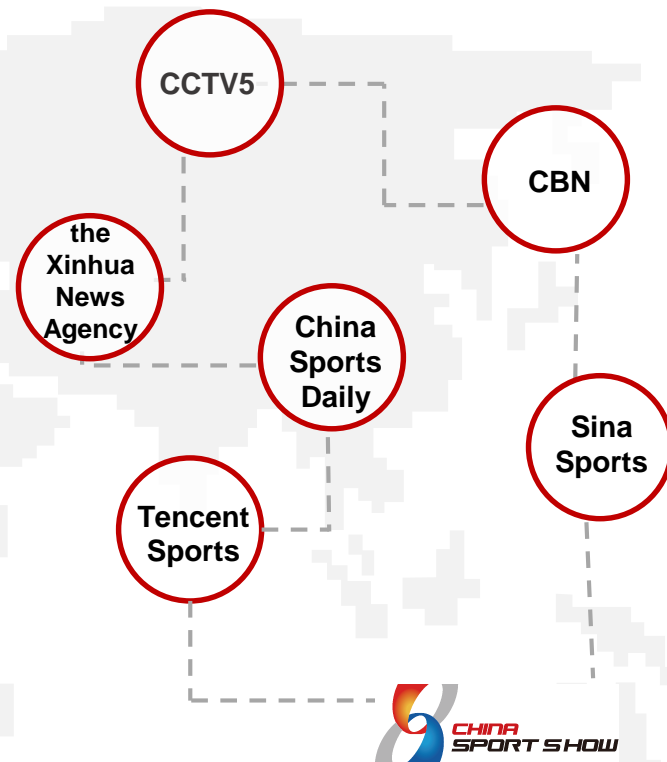 CCTV5
CBN
the
Xinhua
News
Agency
China
Sports
Daily
Sina
Sports
Tencent
Sports
CHINA
SPORT SHOW